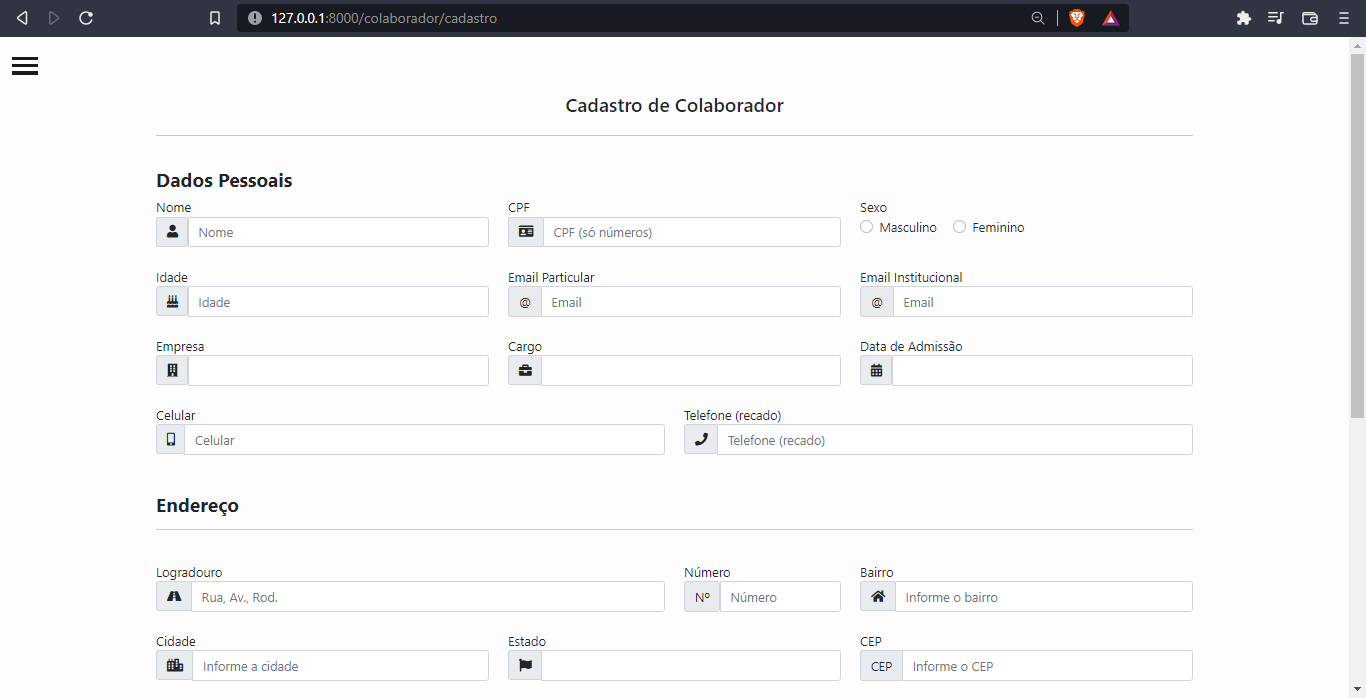 127.0.0.1:8000/colaborador/cadastro
Cadastro de Colaborador
Dados Pessoais
Nome CPF Sexo
Nome CPF (só números) Masculino Feminino
Idade Email Particular Email Institucional
Idade @ Email @ Email
Empresa Cargo Data de Admissão
Celular Telefone (recado)
Celular Telefone (recado)
Endereço
Logradouro Número Bairro
Rua, Av., Rod. Nº Número Informe o bairro
Cidade Estado CEP
Informe a cidade CEP Informe o CEP